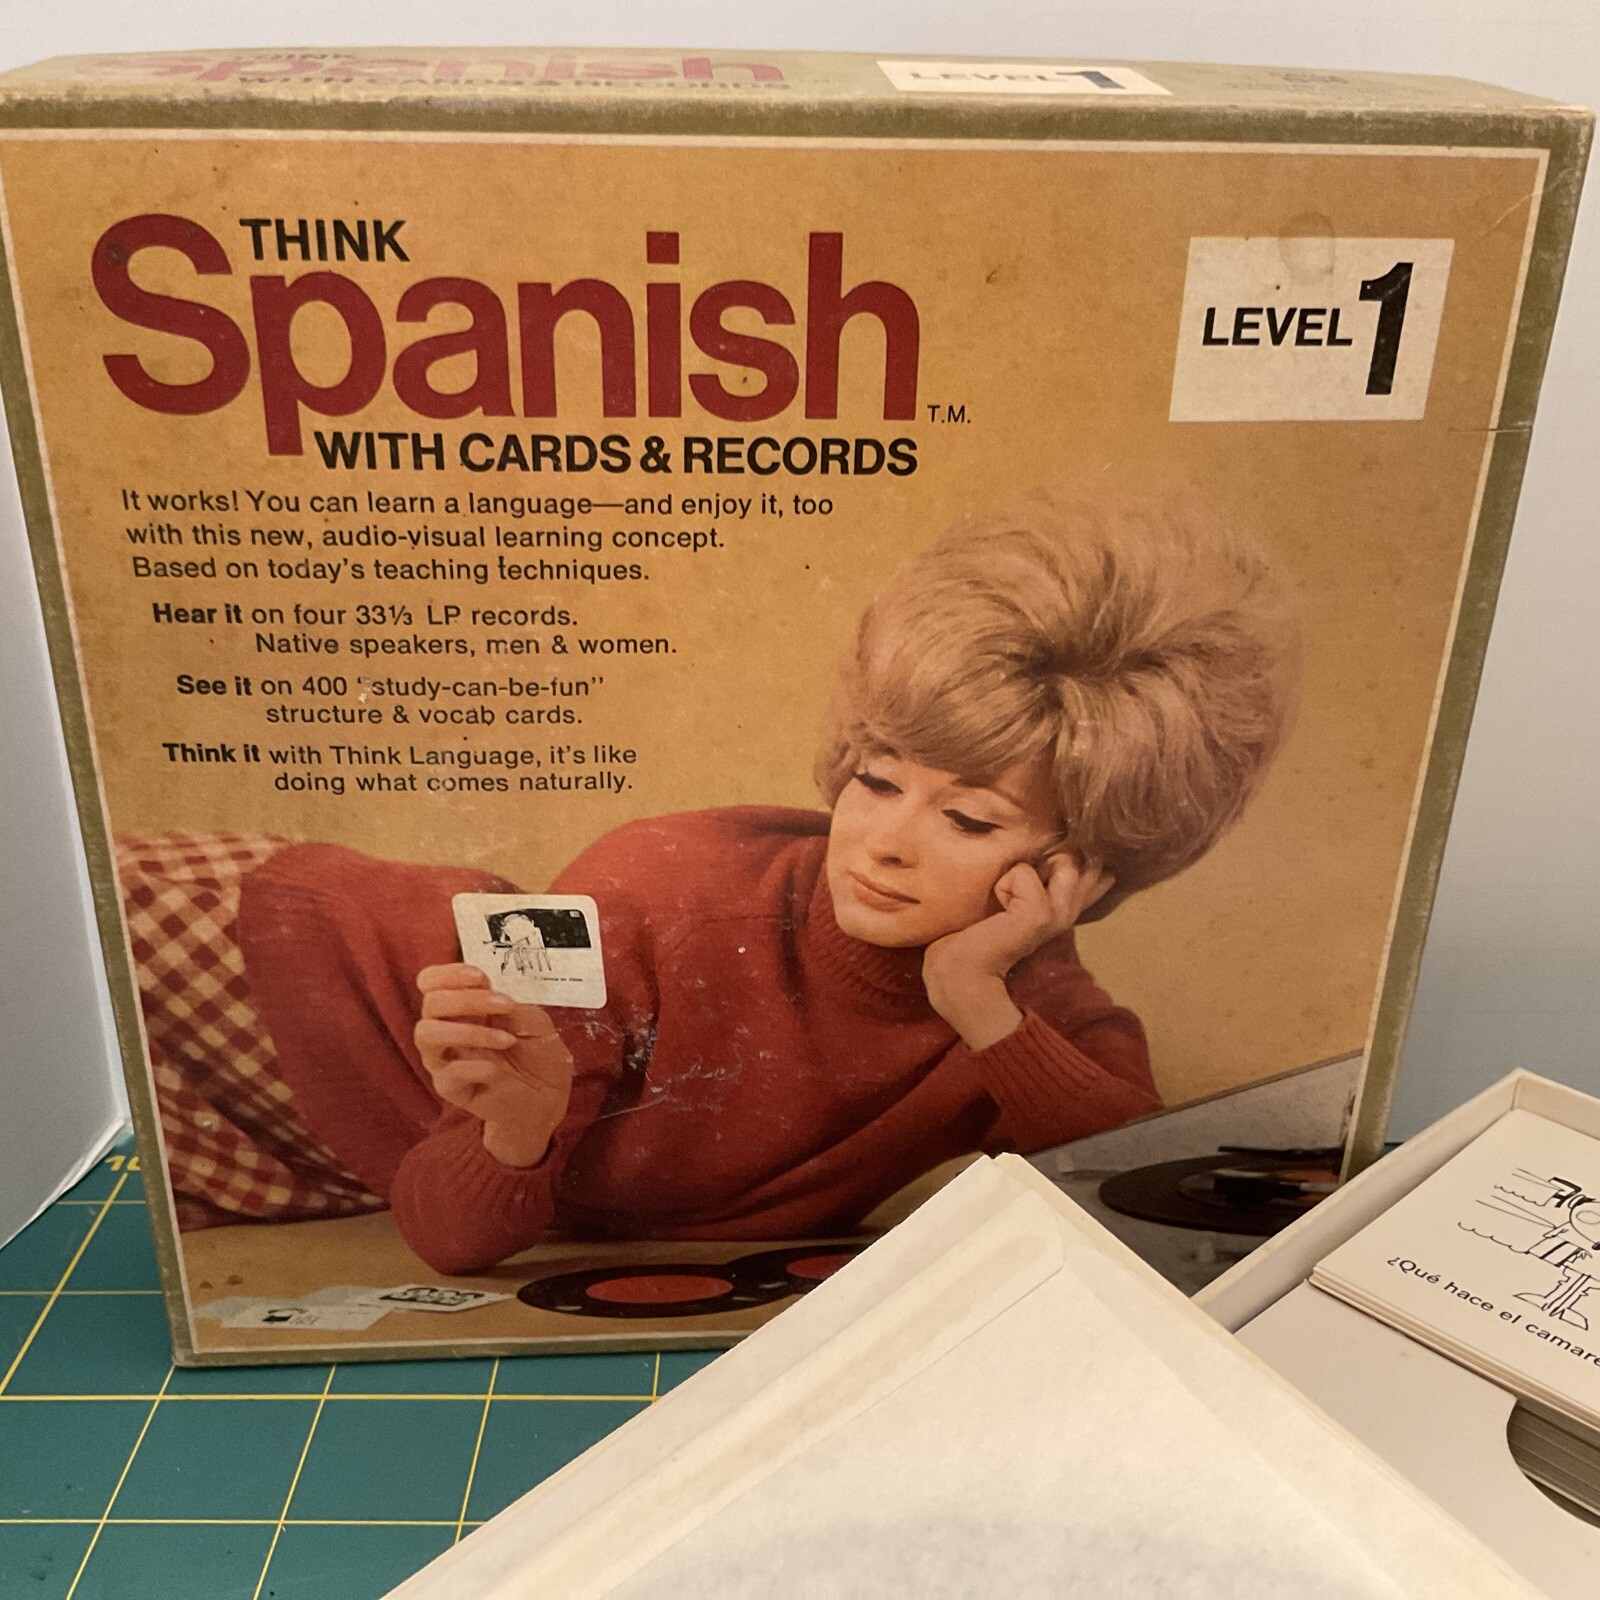 THINK
Spanish
WITH CARDS & RECORDS
LEVEL 1
THINK
Spanish T.M.
WITH CARDS & RECORDS
LEVEL 1
It works! You can learn a language—and enjoy it, too
with this new, audio-visual learning concept.
Based on today's teaching techniques.
Hear it on four 33⅓ LP records.
Native speakers, men & women.
See it on 400 "study-can-be-fun"
structure & vocab cards.
Think it with Think Language, it's like
doing what comes naturally.
¿Qué hace el camare